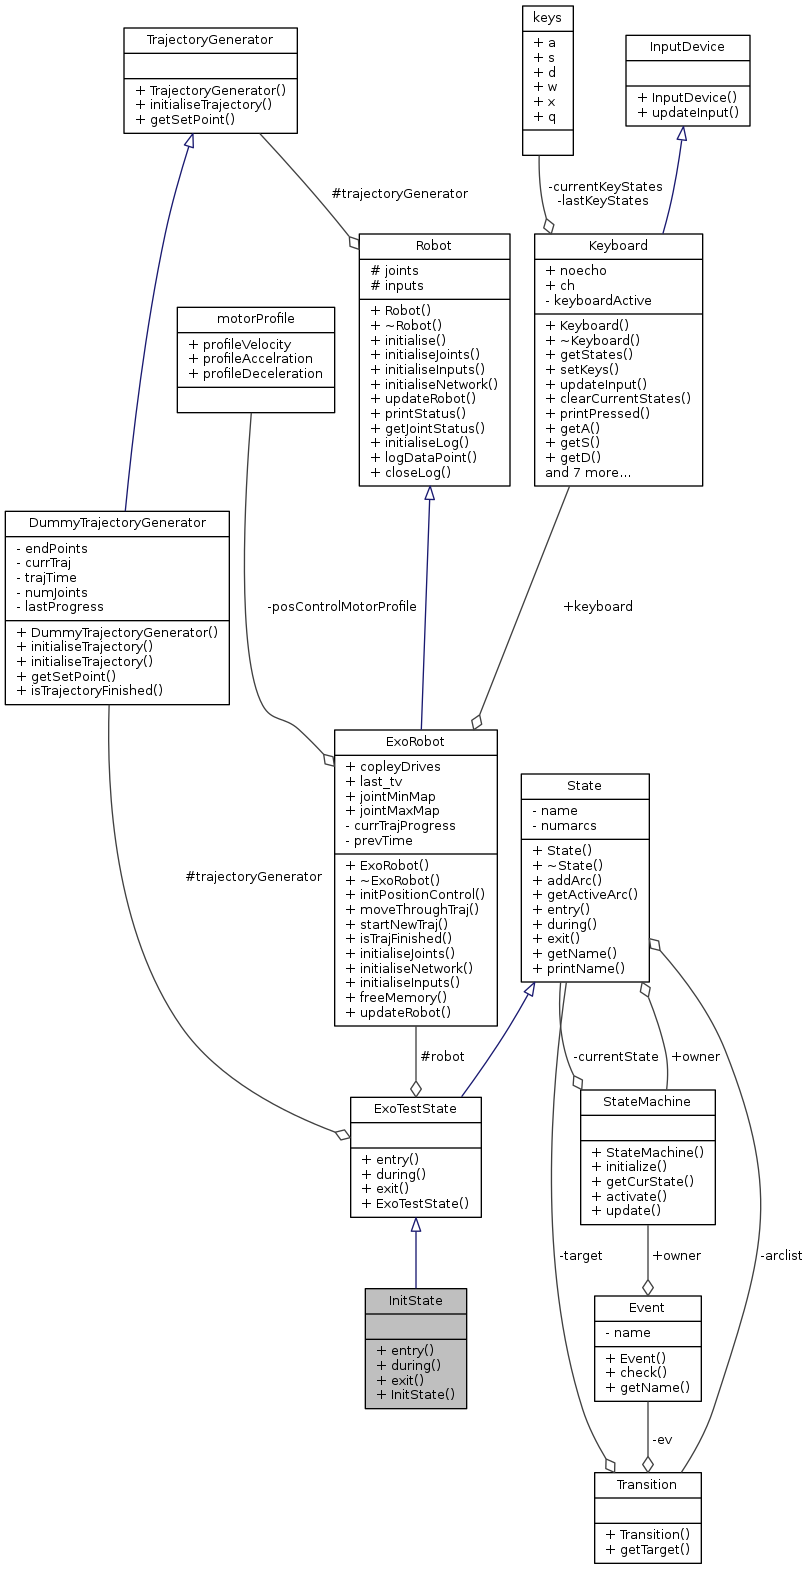 keys
+ a
+ s
+ d
+ w
+ x
+ q
TrajectoryGenerator
+ TrajectoryGenerator()
+ initialiseTrajectory()
+ getSetPoint()
InputDevice
+ InputDevice()
+ updateInput()
#trajectoryGenerator
-currentKeyStates
-lastKeyStates
Robot
# joints
# inputs
+ Robot()
+ ~Robot()
+ initialise()
+ initialiseJoints()
+ initialiseInputs()
+ initialiseNetwork()
+ updateRobot()
+ printStatus()
+ getJointStatus()
+ initialiseLog()
+ logDataPoint()
+ closeLog()
Keyboard
+ noecho
+ ch
- keyboardActive
+ Keyboard()
+ ~Keyboard()
+ getStates()
+ setKeys()
+ updateInput()
+ clearCurrentStates()
+ printPressed()
+ getA()
+ getS()
+ getD()
and 7 more...
motorProfile
+ profileVelocity
+ profileAccelration
+ profileDeceleration
DummyTrajectoryGenerator
- endPoints
- currTraj
- trajTime
- numJoints
- lastProgress
+ DummyTrajectoryGenerator()
+ initialiseTrajectory()
+ initialiseTrajectory()
+ getSetPoint()
+ isTrajectoryFinished()
-posControlMotorProfile
+keyboard
ExoRobot
+ copleyDrives
+ last_tv
+ jointMinMap
+ jointMaxMap
- currTrajProgress
- prevTime
+ ExoRobot()
+ ~ExoRobot()
+ initPositionControl()
+ moveThroughTraj()
+ startNewTraj()
+ isTrajFinished()
+ initialiseJoints()
+ initialiseNetwork()
+ initialiseInputs()
+ freeMemory()
+ updateRobot()
State
- name
- numarcs
+ State()
+ ~State()
+ addArc()
+ getActiveArc()
+ entry()
+ during()
+ exit()
+ getName()
+ printName()
#trajectoryGenerator
#robot
-currentState
+owner
ExoTestState
+ entry()
+ during()
+ exit()
+ ExoTestState()
StateMachine
+ StateMachine()
+ initialize()
+ getCurState()
+ activate()
+ update()
-target
+owner
-arclist
InitState
+ entry()
+ during()
+ exit()
+ InitState()
Event
- name
+ Event()
+ check()
+ getName()
-ev
Transition
+ Transition()
+ getTarget()